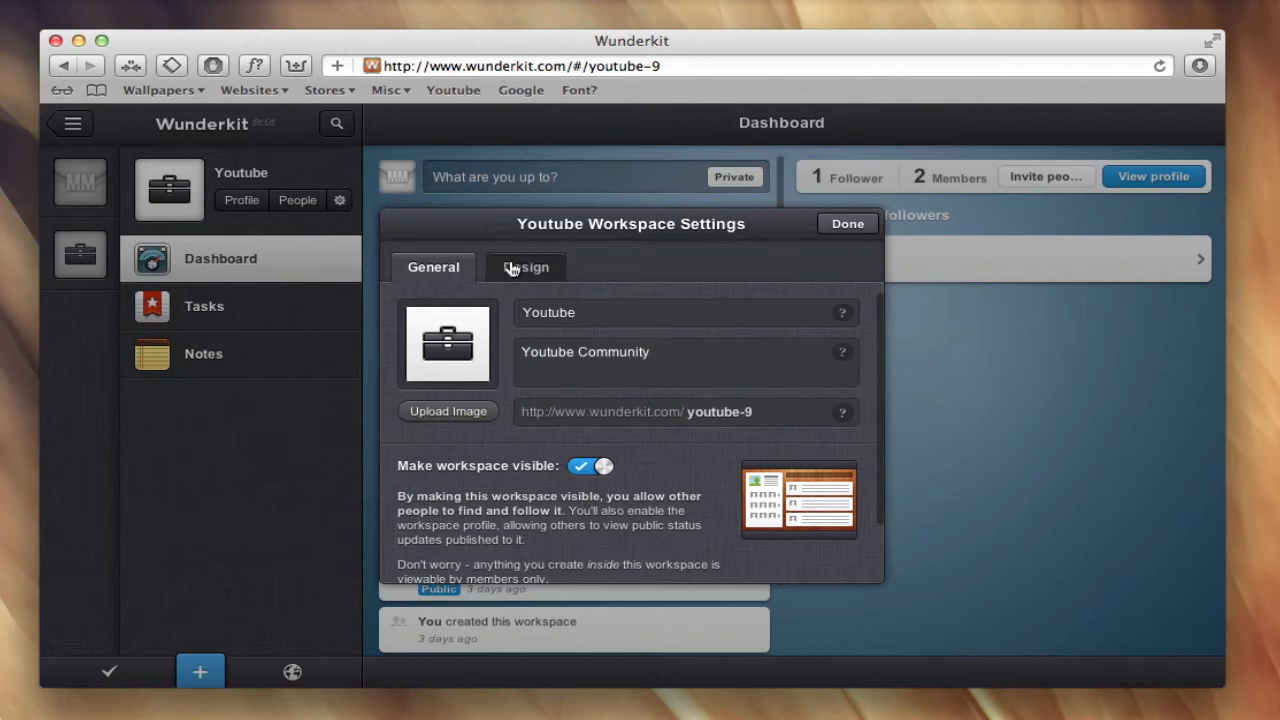 Wunderkit
http://www.wunderkit.com/#/youtube-9
Wallpapers Websites Stores Misc Youtube Google Font?
Wunderkit Beta
Dashboard
MM
Youtube
Profile People
Dashboard
Tasks
Notes
MM What are you up to? Private
1 Follower 2 Members Invite peo... View profile
followers
Youtube Workspace Settings Done
General
Youtube ?
Youtube Community ?
Upload Image http://www.wunderkit.com/ youtube-9 ?
Make workspace visible:
By making this workspace visible, you allow other
people to find and follow it. You'll also enable the
workspace profile, allowing others to view public status
updates published to it.
Don't worry - anything you create inside this workspace is
viewable by members only.
Public 3 days ago
You created this workspace
3 days ago